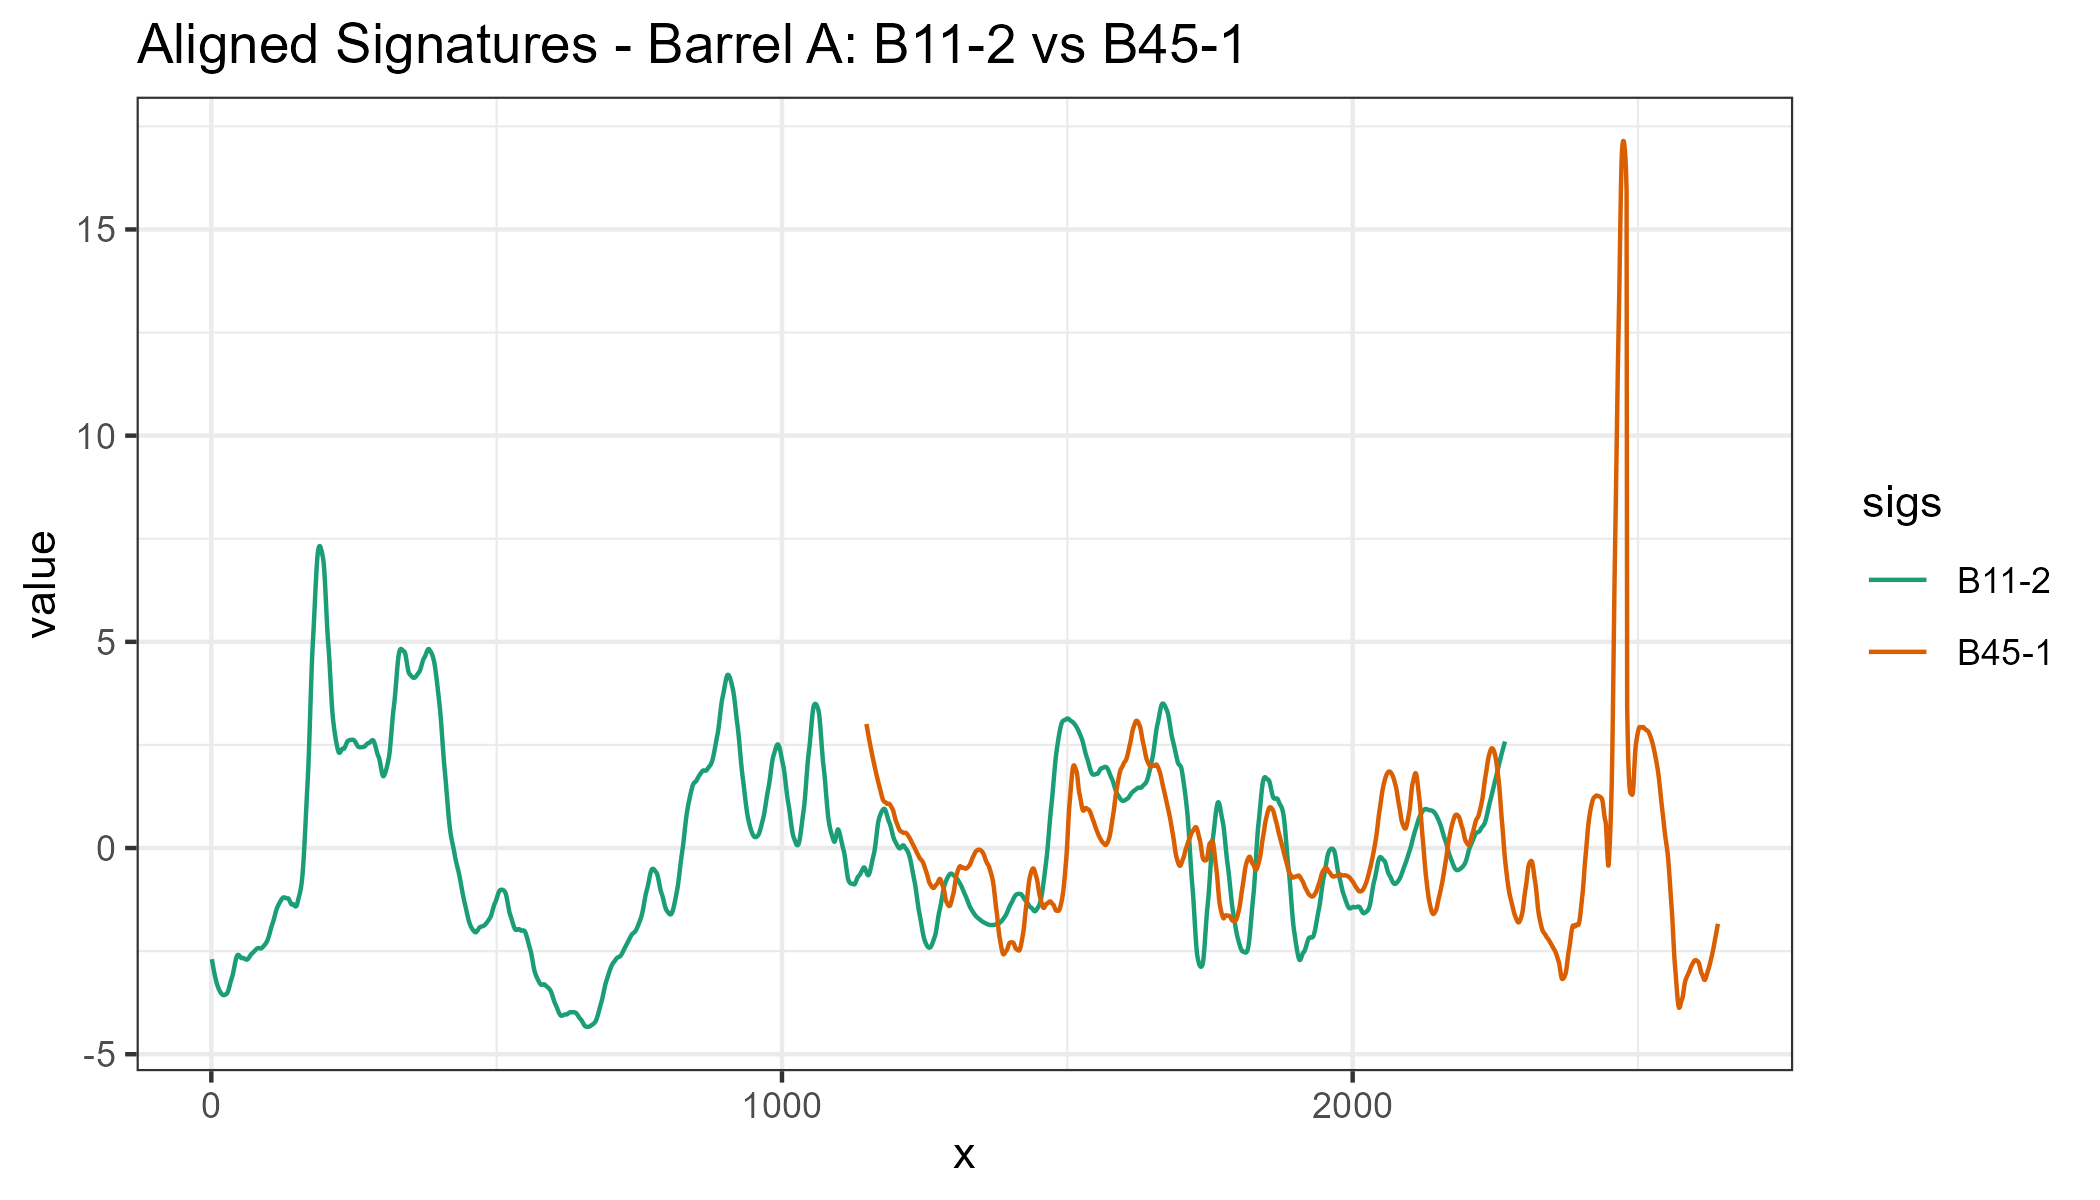 Aligned Signatures - Barrel A: B11-2 vs B45-1
15
10
5
0
-5
value
0 1000 2000
x
sigs
B11-2
B45-1